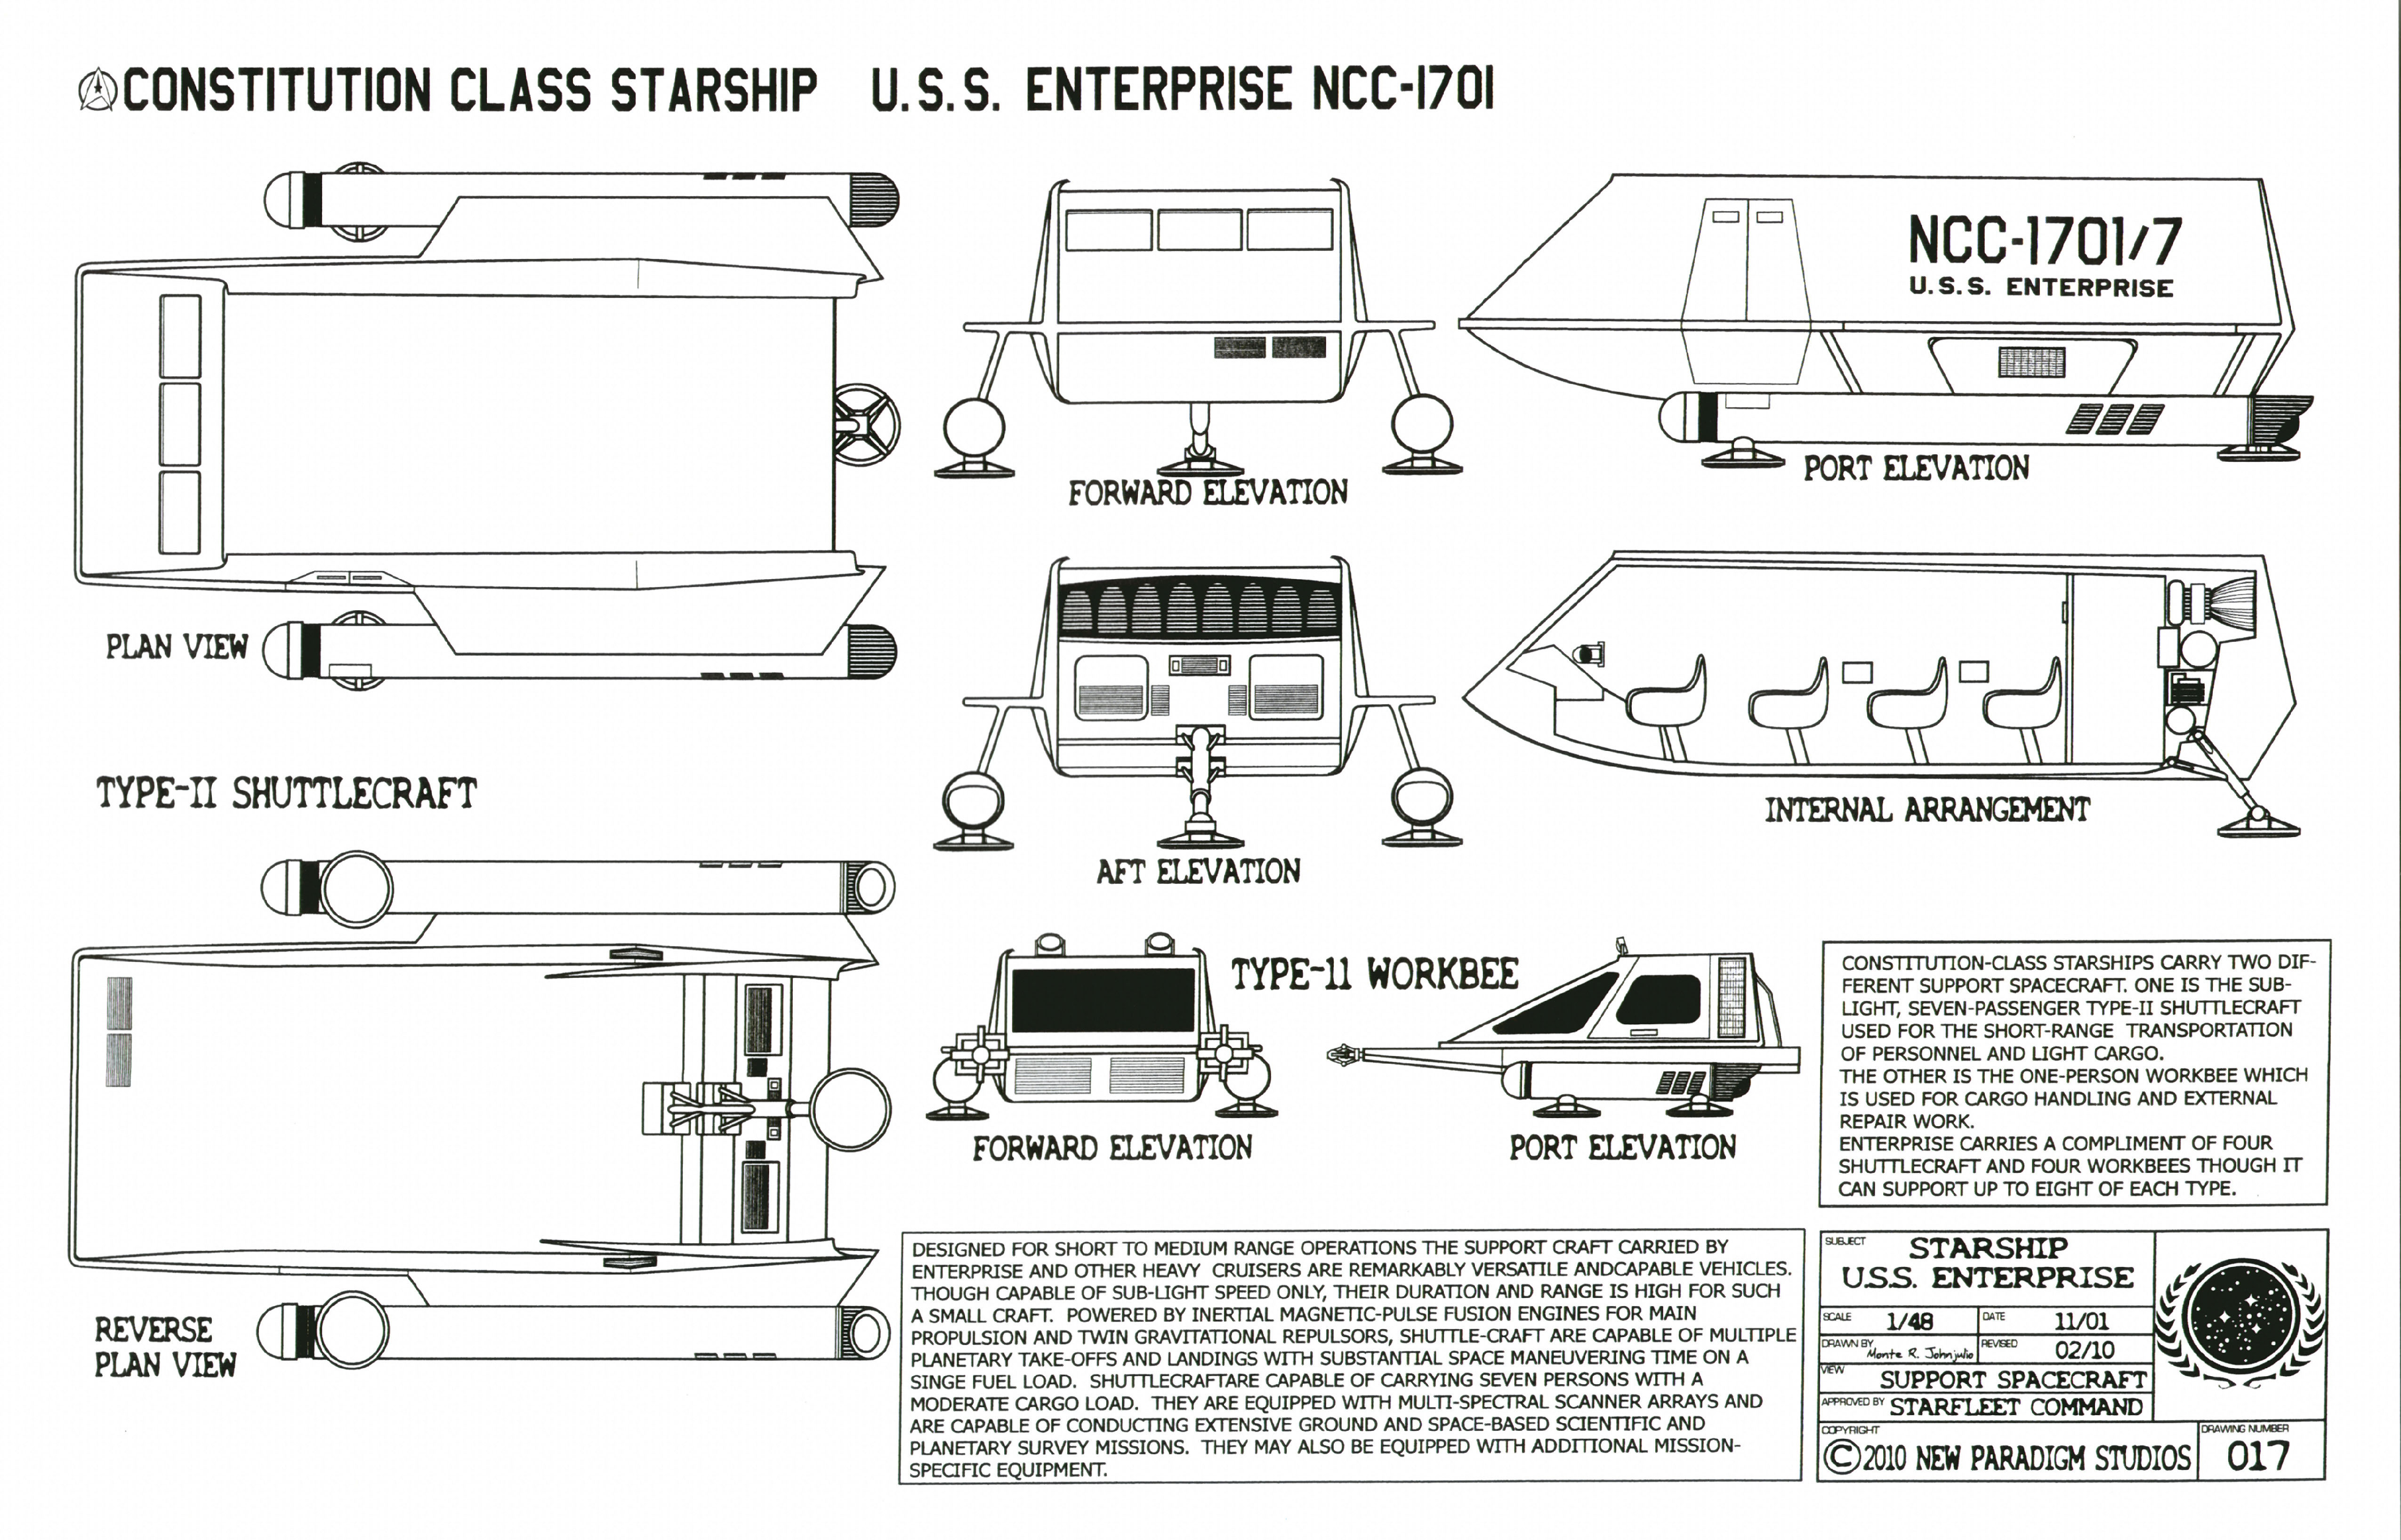 CONSTITUTION CLASS STARSHIP U.S.S. ENTERPRISE NCC-1701
PLAN VIEW
FORWARD ELEVATION
NCC-1701/7
U.S.S. ENTERPRISE
PORT ELEVATION
TYPE-II SHUTTLECRAFT
AFT ELEVATION
INTERNAL ARRANGEMENT
REVERSE
PLAN VIEW
TYPE-11 WORKBEE
FORWARD ELEVATION
PORT ELEVATION
CONSTITUTION-CLASS STARSHIPS CARRY TWO DIF-
FERENT SUPPORT SPACECRAFT. ONE IS THE SUB-
LIGHT, SEVEN-PASSENGER TYPE-II SHUTTLECRAFT
USED FOR THE SHORT-RANGE TRANSPORTATION
OF PERSONNEL AND LIGHT CARGO.
THE OTHER IS THE ONE-PERSON WORKBEE WHICH
IS USED FOR CARGO HANDLING AND EXTERNAL
REPAIR WORK.
ENTERPRISE CARRIES A COMPLIMENT OF FOUR
SHUTTLECRAFT AND FOUR WORKBEES THOUGH IT
CAN SUPPORT UP TO EIGHT OF EACH TYPE.
DESIGNED FOR SHORT TO MEDIUM RANGE OPERATIONS THE SUPPORT CRAFT CARRIED BY
ENTERPRISE AND OTHER HEAVY CRUISERS ARE REMARKABLY VERSATILE ANDCAPABLE VEHICLES.
THOUGH CAPABLE OF SUB-LIGHT SPEED ONLY, THEIR DURATION AND RANGE IS HIGH FOR SUCH
A SMALL CRAFT. POWERED BY INERTIAL MAGNETIC-PULSE FUSION ENGINES FOR MAIN
PROPULSION AND TWIN GRAVITATIONAL REPULSORS, SHUTTLE-CRAFT ARE CAPABLE OF MULTIPLE
PLANETARY TAKE-OFFS AND LANDINGS WITH SUBSTANTIAL SPACE MANEUVERING TIME ON A
SINGE FUEL LOAD. SHUTTLECRAFTARE CAPABLE OF CARRYING SEVEN PERSONS WITH A
MODERATE CARGO LOAD. THEY ARE EQUIPPED WITH MULTI-SPECTRAL SCANNER ARRAYS AND
ARE CAPABLE OF CONDUCTING EXTENSIVE GROUND AND SPACE-BASED SCIENTIFIC AND
PLANETARY SURVEY MISSIONS. THEY MAY ALSO BE EQUIPPED WITH ADDITIONAL MISSION-
SPECIFIC EQUIPMENT.
SUBJECT STARSHIP
U.S.S. ENTERPRISE
SCALE 1/48 DATE 11/01
DRAWN BY Monte R. Johnjulio REVISED 02/10
VIEW SUPPORT SPACECRAFT
APPROVED BY STARFLEET COMMAND
COPYRIGHT ©2010 NEW PARADIGM STUDIOS
DRAWING NUMBER 017